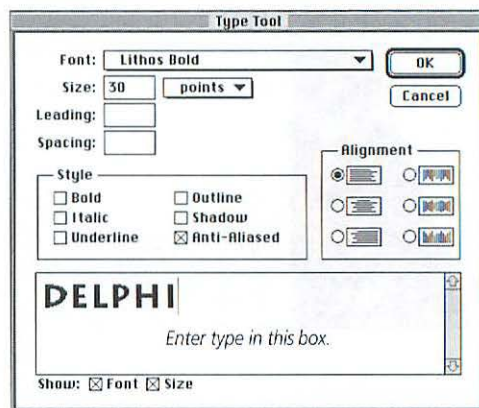 Type Tool
Font: Lithos Bold
OK
Size: 30 points
Cancel
Leading:
Spacing:
Alignment
Style
Bold Outline
Italic Shadow
Underline Anti-Aliased
DELPHI
Enter type in this box.
Show: Font Size